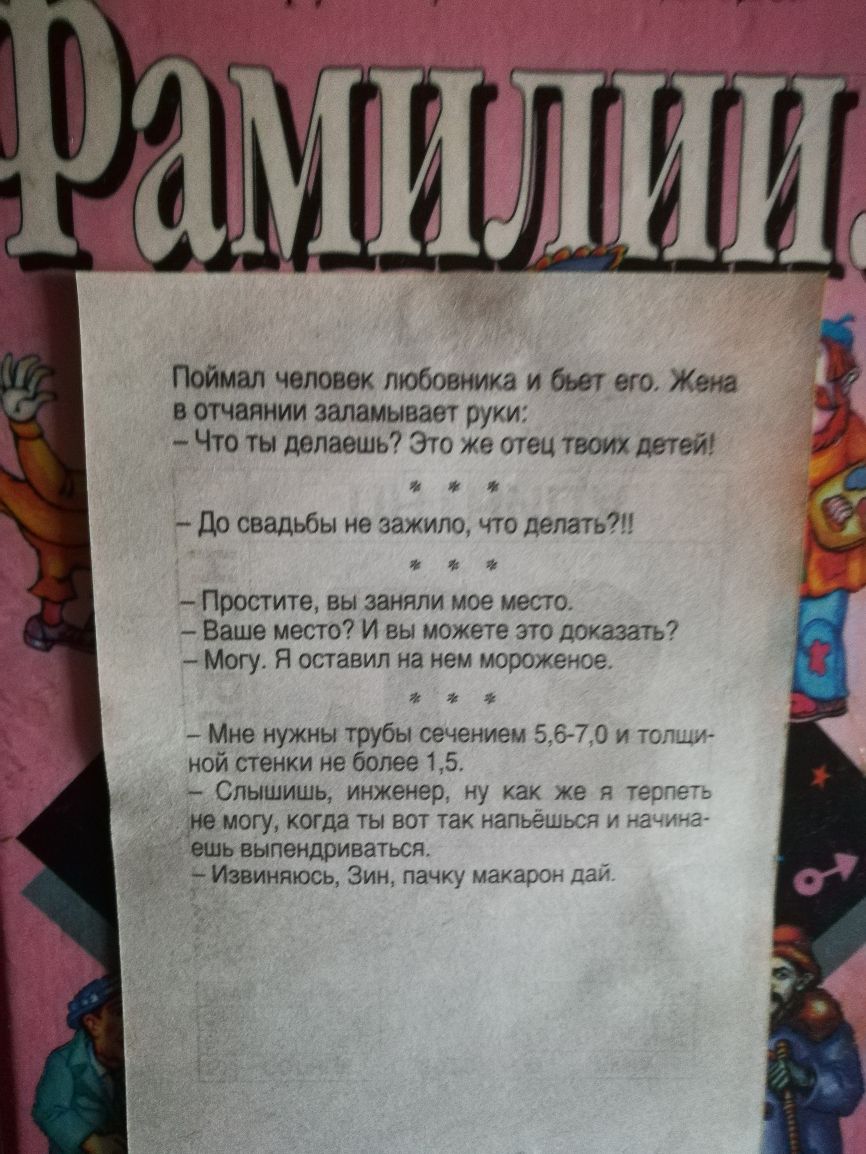 Фамилии.
Поймал человек любовника и бьет его. Жена
в отчаянии заламывает руки:
– Что ты делаешь? Это же отец твоих детей!
* * *
– До свадьбы не зажило, что делать?!!
* * *
– Простите, вы заняли мое место.
– Ваше место? И вы можете это доказать?
– Могу. Я оставил на нем мороженое.
* * *
– Мне нужны трубы сечением 5,6-7,0 и толщи-
ной стенки не более 1,5.
– Слышишь, инженер, ну как же я терпеть
не могу, когда ты вот так напьёшься и начина-
ешь выпендриваться.
– Извиняюсь, Зин, пачку макарон дай.